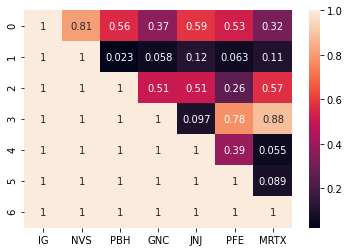 0 1 0.81 0.56 0.37 0.59 0.53 0.32
1 1 1 0.023 0.058 0.12 0.063 0.11
2 1 1 1 0.51 0.51 0.26 0.57
3 1 1 1 1 0.097 0.78 0.88
4 1 1 1 1 1 0.39 0.055
5 1 1 1 1 1 1 0.089
6 1 1 1 1 1 1 1
IG NVS PBH GNC JNJ PFE MRTX
1.0
0.8
0.6
0.4
0.2